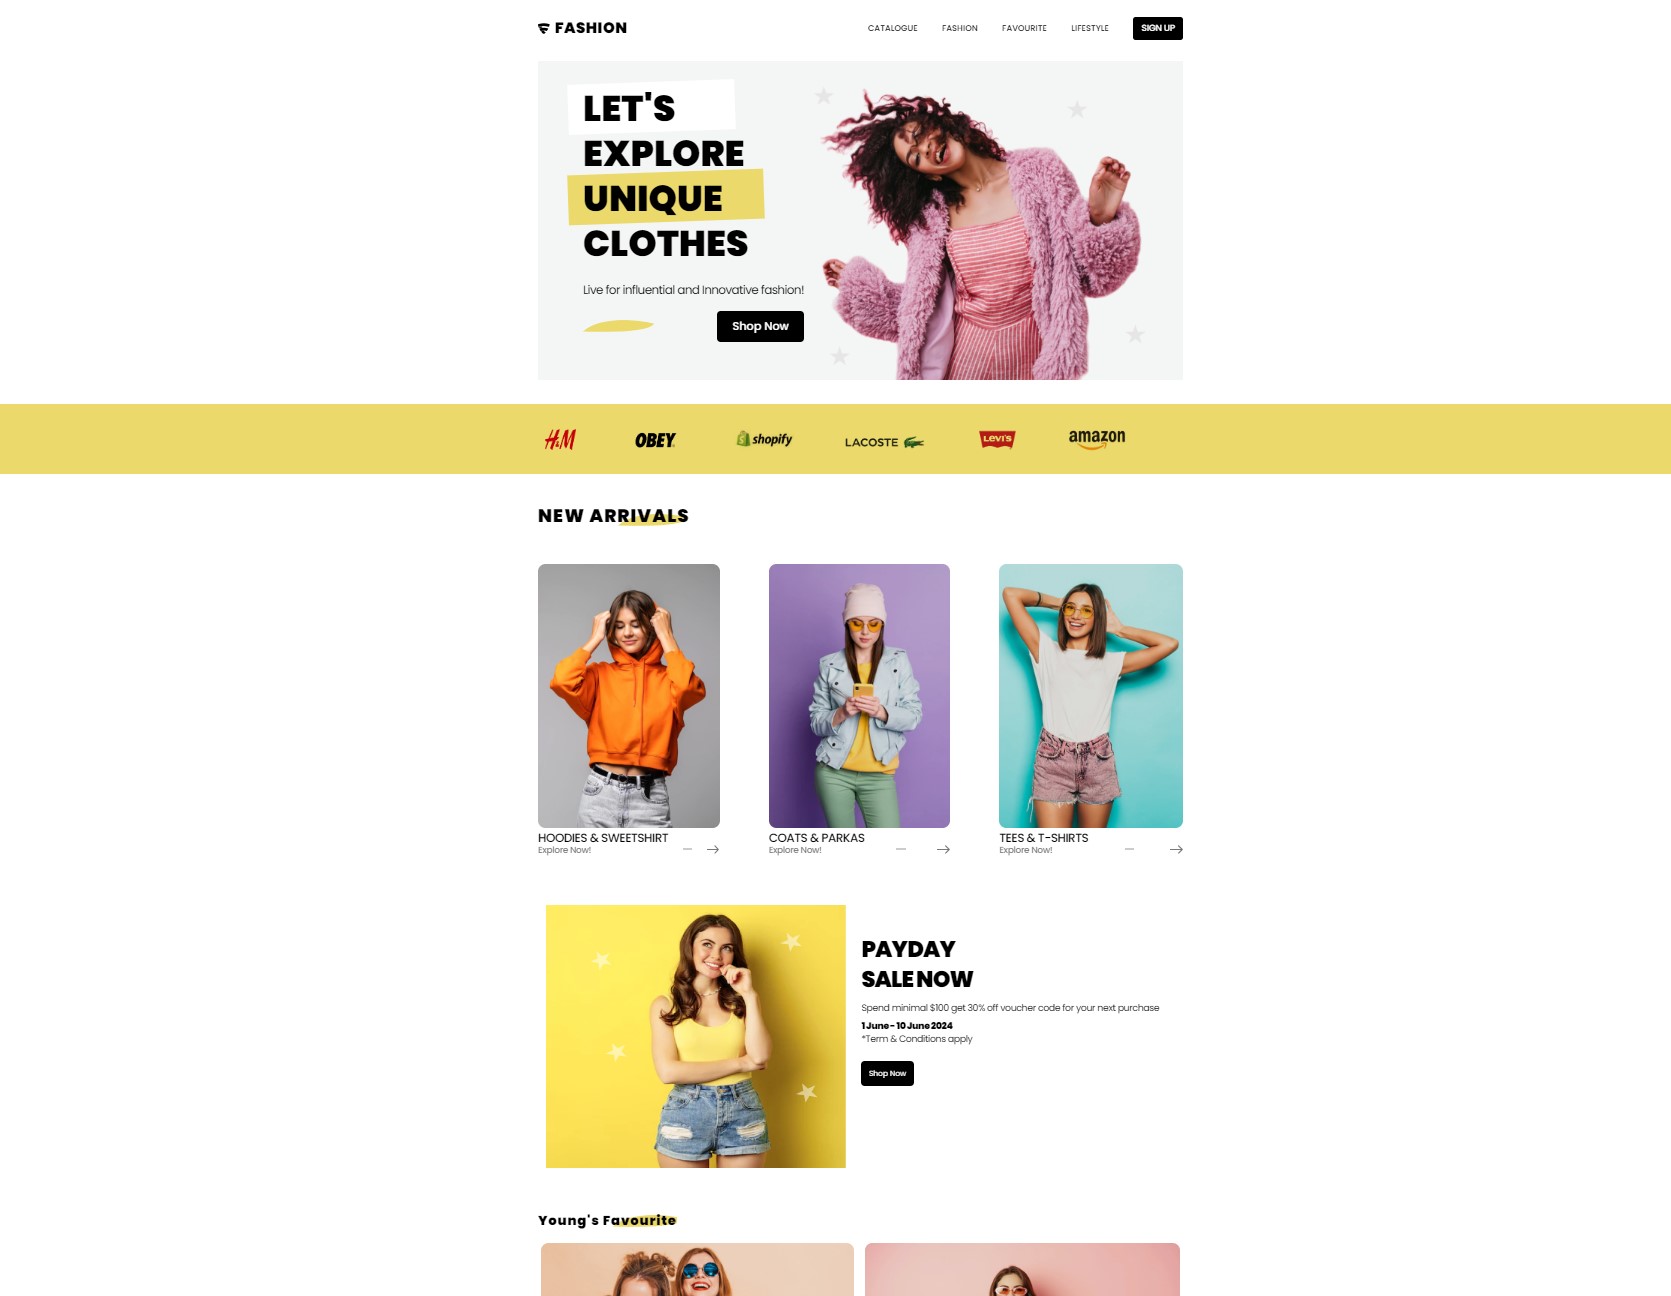 FASHION
CATALOGUE FASHION FAVOURITE LIFESTYLE SIGN UP
LET'S
EXPLORE
UNIQUE
CLOTHES
Live for influential and Innovative fashion!
Shop Now
H&M OBEY shopify LACOSTE LEVI'S amazon
NEW ARRIVALS
HOODIES & SWEETSHIRT
Explore Now!
COATS & PARKAS
Explore Now!
TEES & T-SHIRTS
Explore Now!
PAYDAY
SALE NOW
Spend minimal $100 get 30% off voucher code for your next purchase
1 June - 10 June 2024
*Term & Conditions apply
Shop Now
Young's Favourite